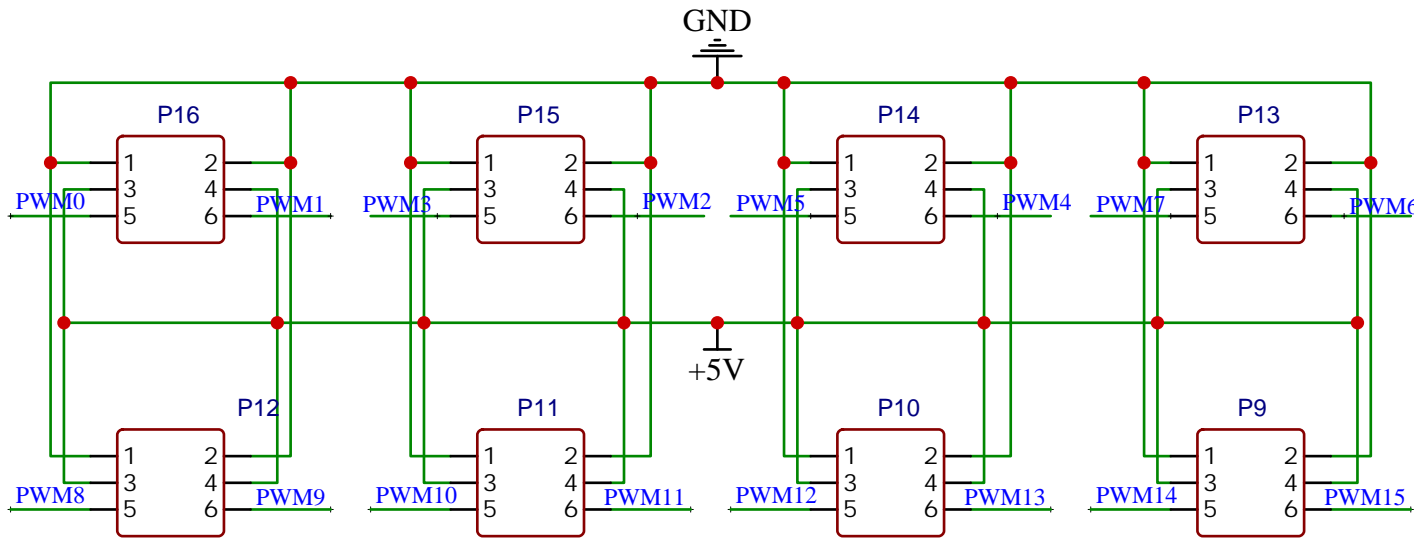 GND
P16 P15 P14 P13
1 2 1 2 1 2 1 2
3 4 3 4 3 4 3 4
PWM0 5 6 PWM1 PWM3 5 6 PWM2 PWM5 5 6 PWM4 PWM7 5 6 PWM6
+5V
P12 P11 P10 P9
1 2 1 2 1 2 1 2
3 4 3 4 3 4 3 4
PWM8 5 6 PWM9 PWM10 5 6 PWM11 PWM12 5 6 PWM13 PWM14 5 6 PWM15